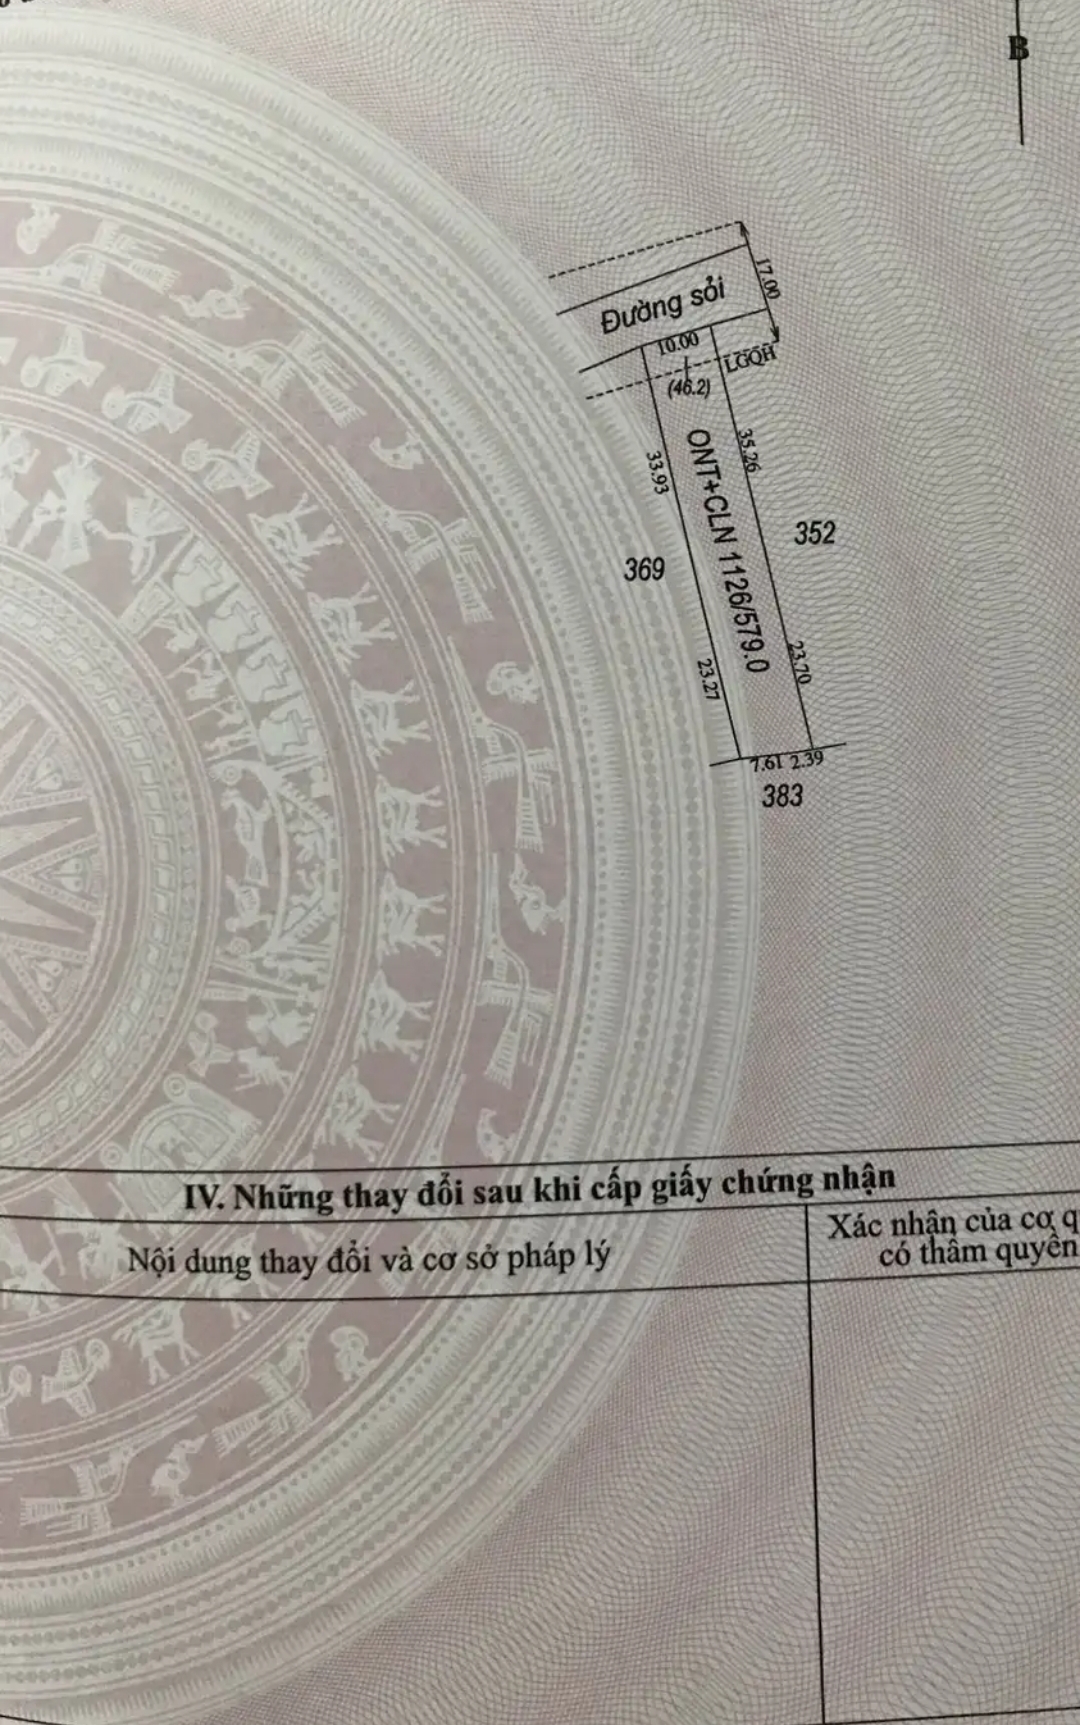 B
17.00
Đường sỏi
10.00
LGQH
(46.2)
35.26
33.93
ONT+CLN 1126/579.0
352
369
23.70
23.27
7.61 2.39
383
IV. Những thay đổi sau khi cấp giấy chứng nhận
Nội dung thay đổi và cơ sở pháp lý
Xác nhận của cơ q
có thẩm quyền